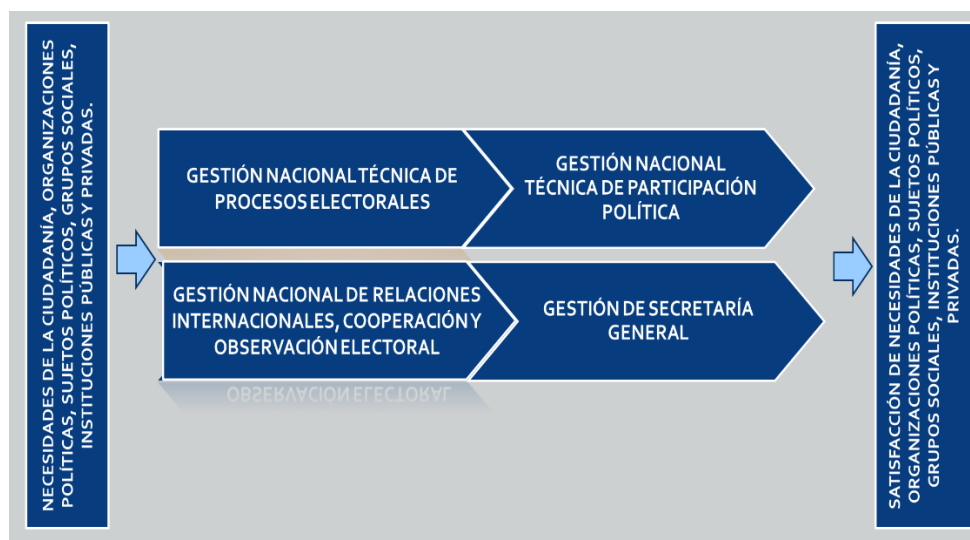 NECESIDADES DE LA CIUDADANÍA, ORGANIZACIONES
POLÍTICAS, SUJETOS POLÍTICOS, GRUPOS SOCIALES,
INSTITUCIONES PÚBLICAS Y PRIVADAS.
GESTIÓN NACIONAL TÉCNICA DE
PROCESOS ELECTORALES
GESTIÓN NACIONAL
TÉCNICA DE PARTICIPACIÓN
POLÍTICA
GESTIÓN NACIONAL DE RELACIONES
INTERNACIONALES, COOPERACIÓN Y
OBSERVACIÓN ELECTORAL
GESTIÓN DE SECRETARÍA
GENERAL
OBSERVACIÓN ELECTORAL
SATISFACCIÓN DE NECESIDADES DE LA CIUDADANÍA,
ORGANIZACIONES POLÍTICAS, SUJETOS POLÍTICOS,
GRUPOS SOCIALES, INSTITUCIONES PÚBLICAS Y
PRIVADAS.